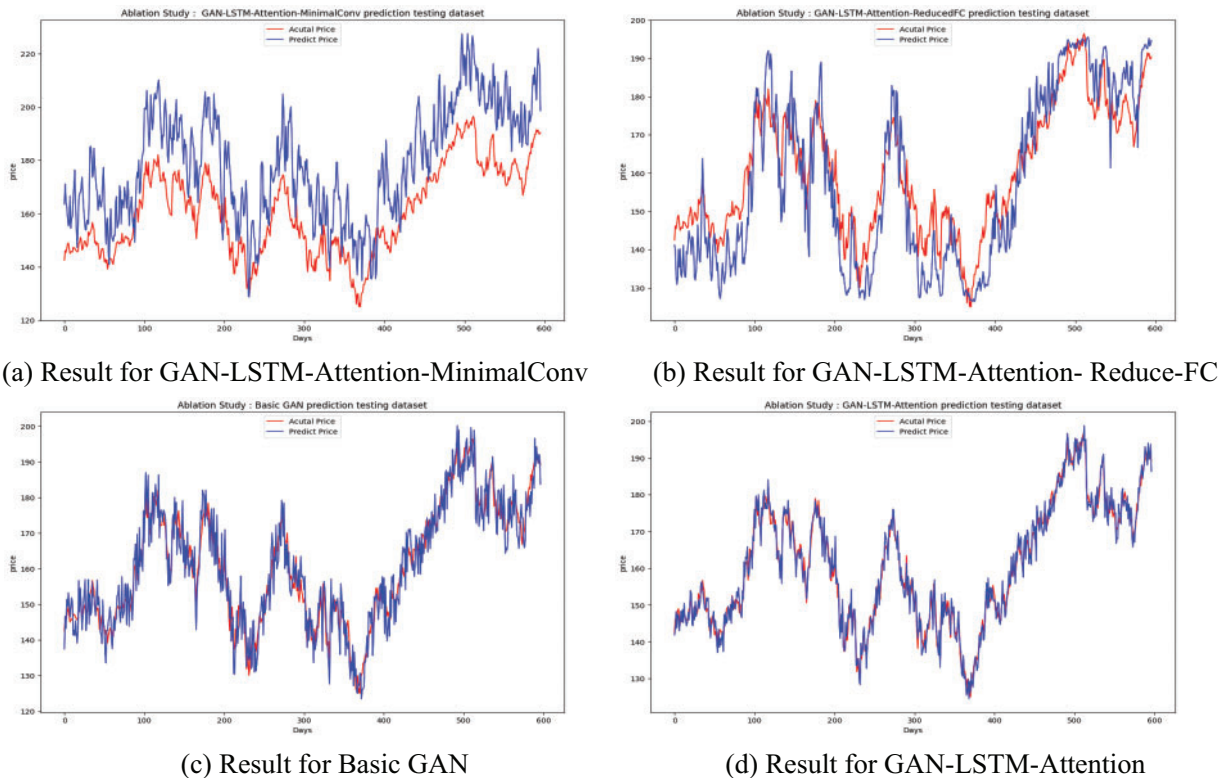 Ablation Study : GAN-LSTM-Attention-MinimalConv prediction testing dataset
Acutal Price
Predict Price
220
200
180
160
140
120
price
0 100 200 300 400 500 600
Days
(a) Result for GAN-LSTM-Attention-MinimalConv
Ablation Study : GAN-LSTM-Attention-ReducedFC prediction testing dataset
Acutal Price
Predict Price
200
190
180
170
160
150
140
130
price
0 100 200 300 400 500 600
Days
(b) Result for GAN-LSTM-Attention- Reduce-FC
Ablation Study : Basic GAN prediction testing dataset
Acutal Price
Predict Price
200
190
180
170
160
150
140
130
120
price
0 100 200 300 400 500 600
Days
(c) Result for Basic GAN
Ablation Study : GAN-LSTM-Attention prediction testing dataset
Acutal Price
Predict Price
200
190
180
170
160
150
140
130
price
0 100 200 300 400 500 600
Days
(d) Result for GAN-LSTM-Attention